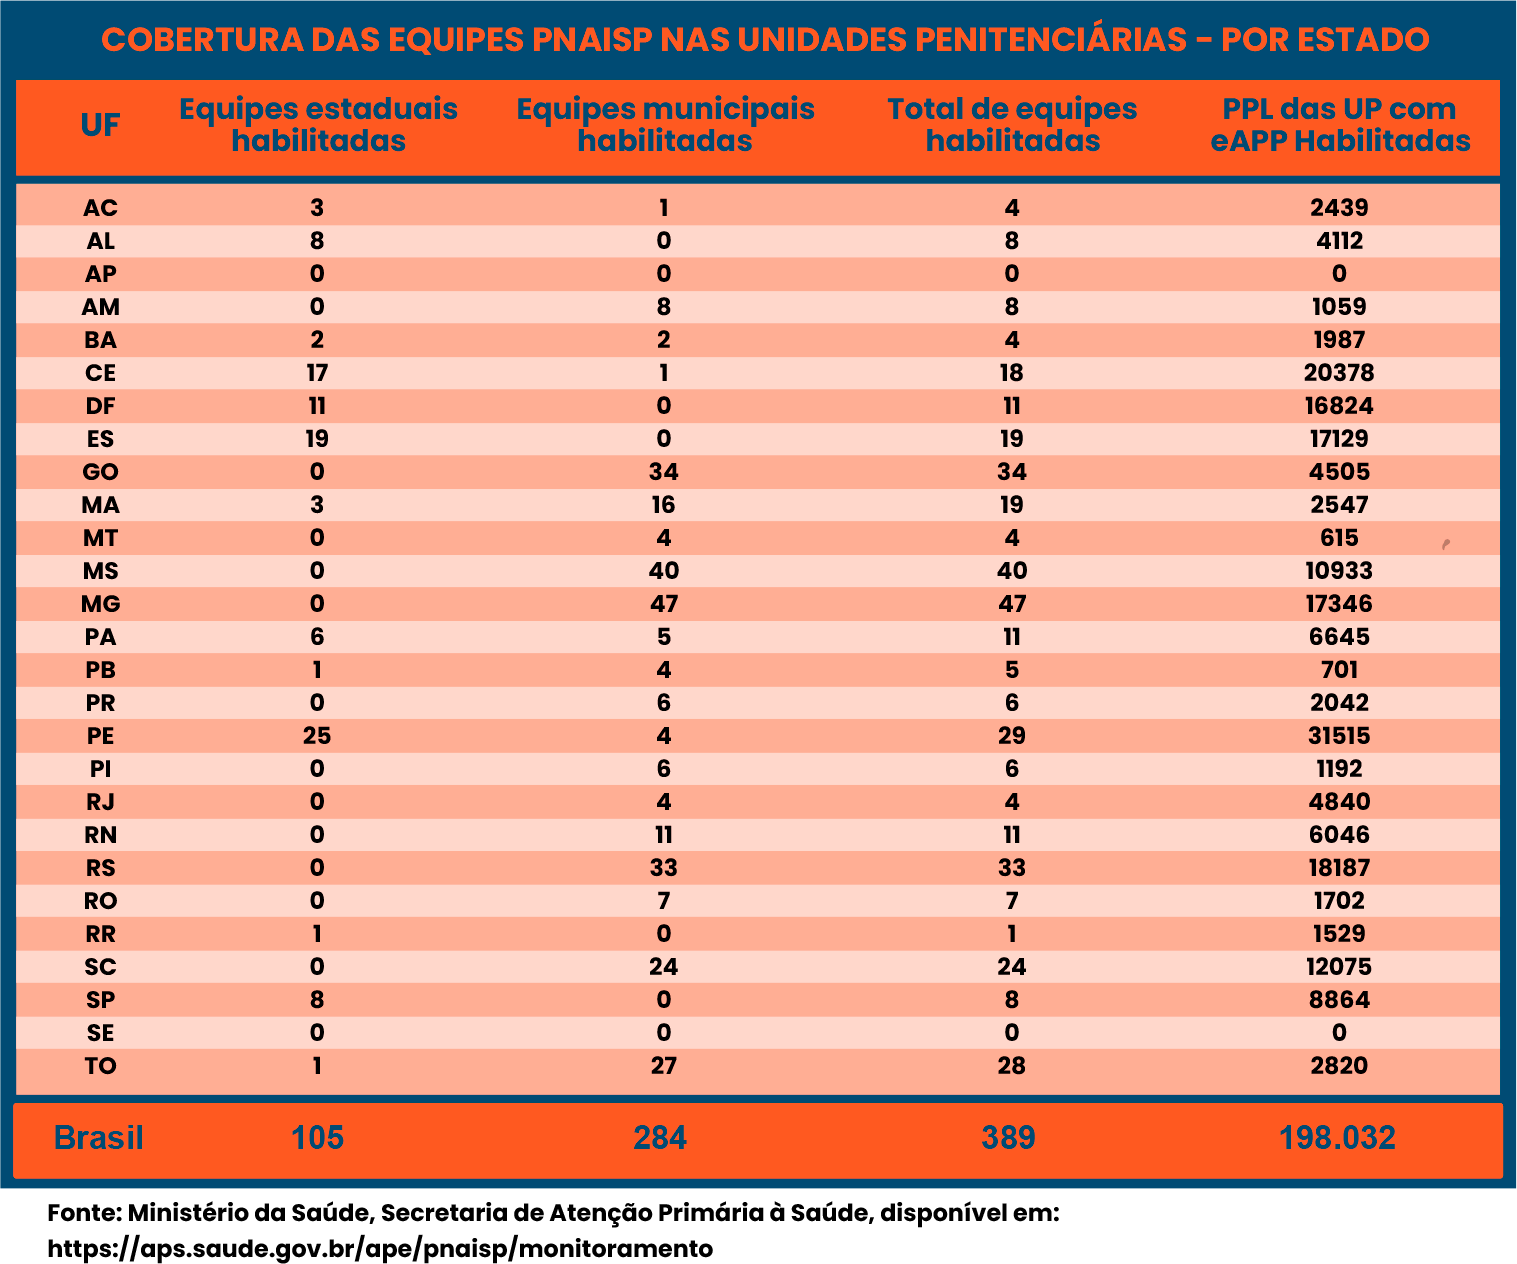 COBERTURA DAS EQUIPES PNAISP NAS UNIDADES PENITENCIÁRIAS - POR ESTADO
UF Equipes estaduais habilitadas Equipes municipais habilitadas Total de equipes habilitadas PPL das UP com eAPP Habilitadas
AC 3 1 4 2439
AL 8 0 8 4112
AP 0 0 0 0
AM 0 8 8 1059
BA 2 2 4 1987
CE 17 1 18 20378
DF 11 0 11 16824
ES 19 0 19 17129
GO 0 34 34 4505
MA 3 16 19 2547
MT 0 4 4 615
MS 0 40 40 10933
MG 0 47 47 17346
PA 6 5 11 6645
PB 1 4 5 701
PR 0 6 6 2042
PE 25 4 29 31515
PI 0 6 6 1192
RJ 0 4 4 4840
RN 0 11 11 6046
RS 0 33 33 18187
RO 0 7 7 1702
RR 1 0 1 1529
SC 0 24 24 12075
SP 8 0 8 8864
SE 0 0 0 0
TO 1 27 28 2820
Brasil 105 284 389 198.032
Fonte: Ministério da Saúde, Secretaria de Atenção Primária à Saúde, disponível em:
https://aps.saude.gov.br/ape/pnaisp/monitoramento